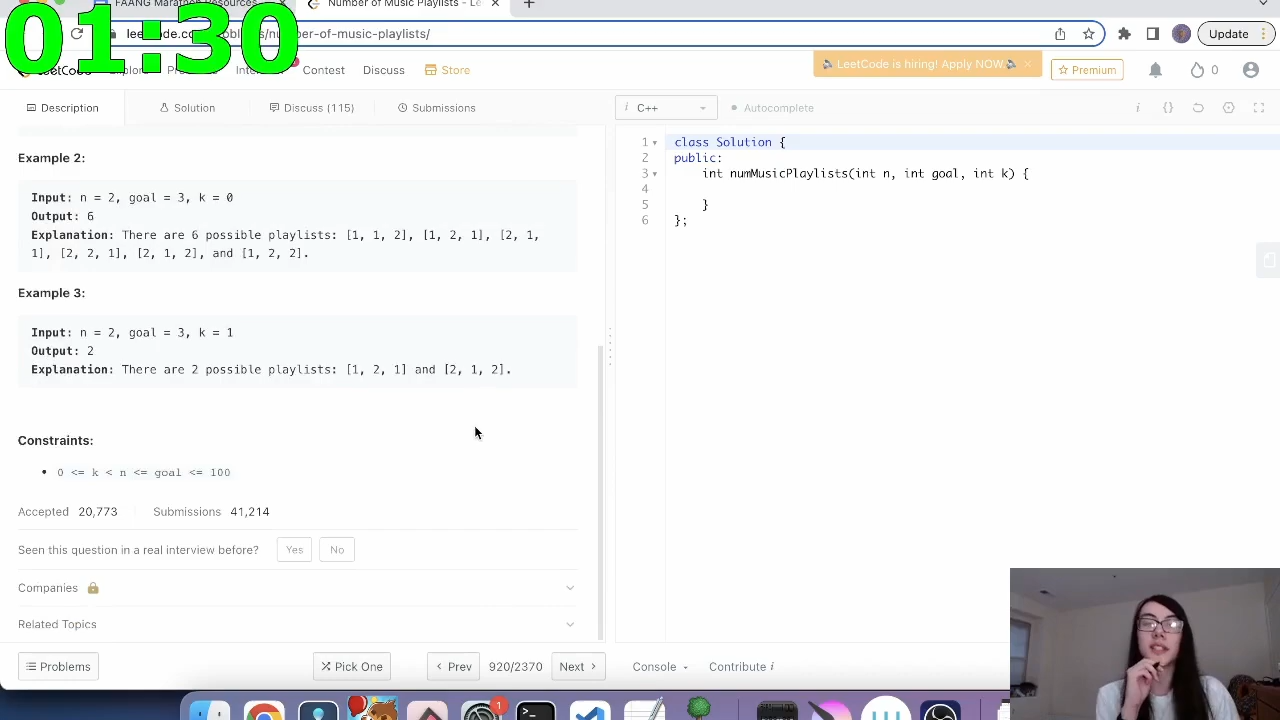 FAANG Marathon Resources
Number of Music Playlists - Le
01:30
number-of-music-playlists/
Update
Contest
Discuss
Store
LeetCode is hiring! Apply NOW.
Premium
0
Description
Solution
Discuss (115)
Submissions
i C++
Autocomplete
Example 2:
Input: n = 2, goal = 3, k = 0
Output: 6
Explanation: There are 6 possible playlists: [1, 1, 2], [1, 2, 1], [2, 1,
1], [2, 2, 1], [2, 1, 2], and [1, 2, 2].
Example 3:
Input: n = 2, goal = 3, k = 1
Output: 2
Explanation: There are 2 possible playlists: [1, 2, 1] and [2, 1, 2].
Constraints:
0 <= k < n <= goal <= 100
Accepted 20,773 Submissions 41,214
Seen this question in a real interview before? Yes No
Companies
Related Topics
Problems
Pick One
Prev
920/2370
Next
Console
Contribute i
1 class Solution {
2 public:
3 int numMusicPlaylists(int n, int goal, int k) {
4
5 }
6 };
1